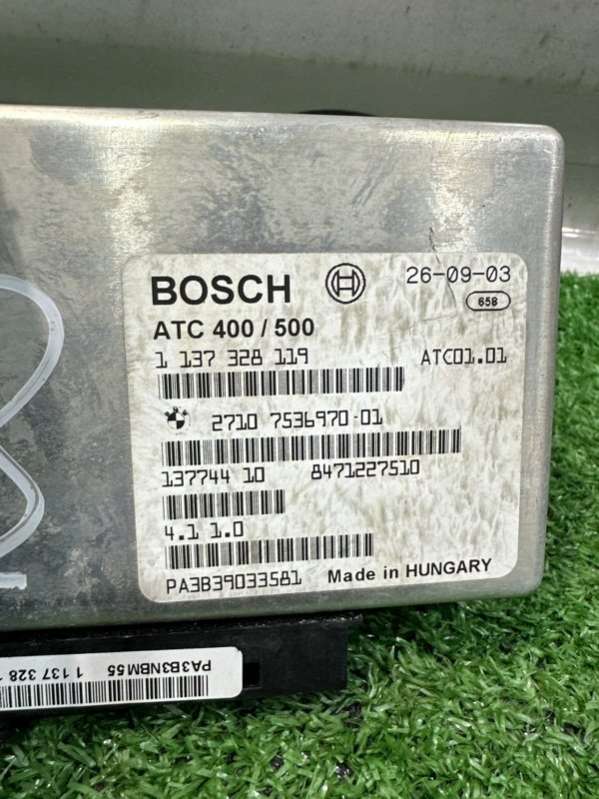 BOSCH 26-09-03
658
ATC 400 / 500
1 137 328 119 ATC01.01
2710 7536970-01
137744 10 8471227510
4.1 1.0
PA3B39033581 Made in HUNGARY
PA3B3NBM55 1 137 328